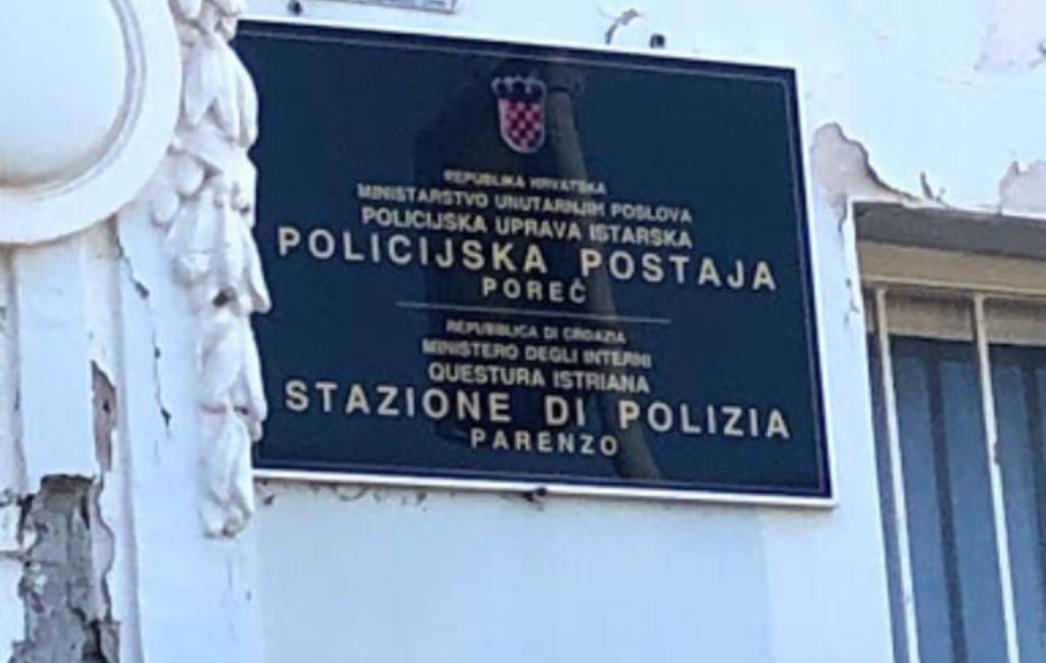 REPUBLIKA HRVATSKA
MINISTARSTVO UNUTARNJIH POSLOVA
POLICIJSKA UPRAVA ISTARSKA
POLICIJSKA POSTAJA
POREČ
REPUBBLICA DI CROAZIA
MINISTERO DEGLI INTERNI
QUESTURA ISTRIANA
STAZIONE DI POLIZIA
PARENZO